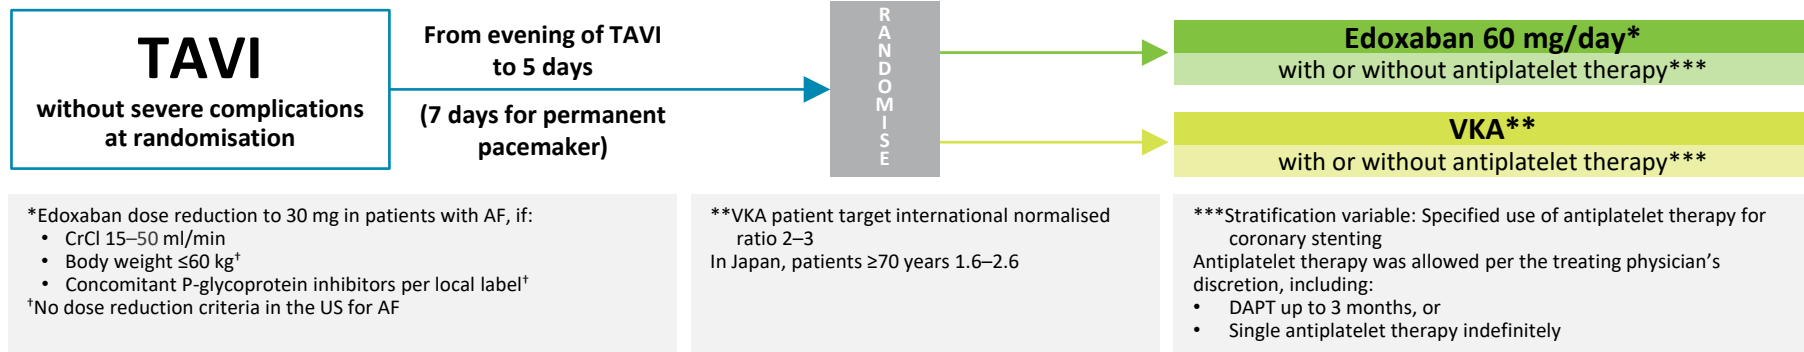 TAVI
without severe complications
at randomisation
From evening of TAVI
to 5 days
(7 days for permanent
pacemaker)
RANDOMISE
Edoxaban 60 mg/day*
with or without antiplatelet therapy***
VKA**
with or without antiplatelet therapy***
*Edoxaban dose reduction to 30 mg in patients with AF, if:
• CrCl 15–50 ml/min
• Body weight ≤60 kg†
• Concomitant P-glycoprotein inhibitors per local label†
†No dose reduction criteria in the US for AF
**VKA patient target international normalised
ratio 2–3
In Japan, patients ≥70 years 1.6–2.6
***Stratification variable: Specified use of antiplatelet therapy for
coronary stenting
Antiplatelet therapy was allowed per the treating physician’s
discretion, including:
• DAPT up to 3 months, or
• Single antiplatelet therapy indefinitely